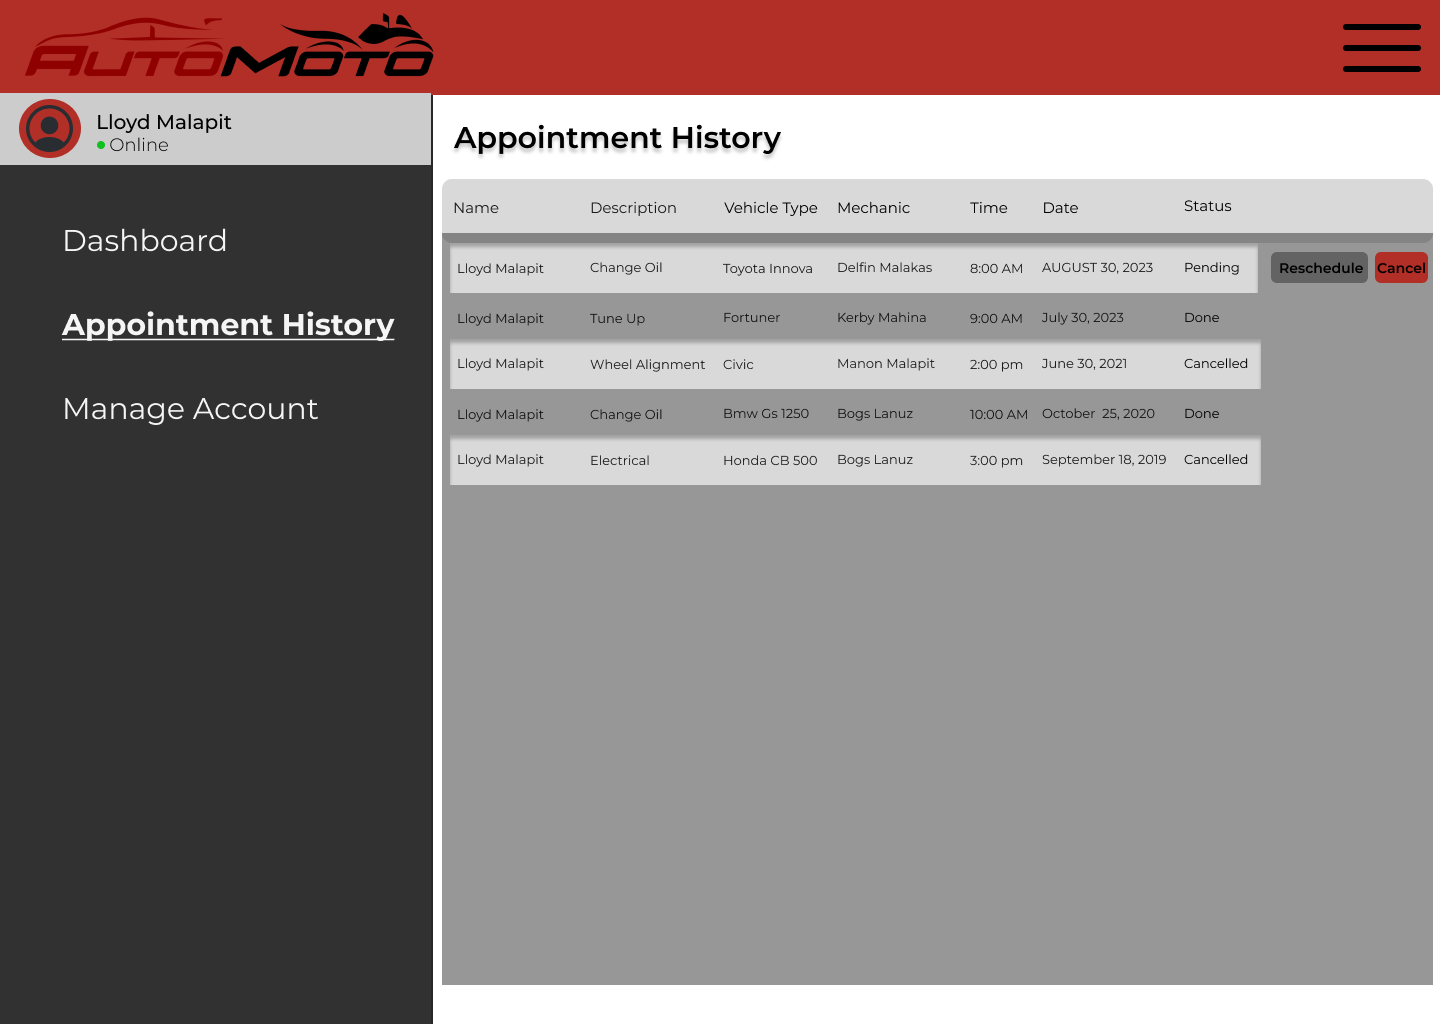 AUTOMOTO
Lloyd Malapit
Online
Dashboard
Appointment History
Manage Account
Appointment History
Name Description Vehicle Type Mechanic Time Date Status
Lloyd Malapit Change Oil Toyota Innova Delfin Malakas 8:00 AM AUGUST 30, 2023 Pending Reschedule Cancel
Lloyd Malapit Tune Up Fortuner Kerby Mahina 9:00 AM July 30, 2023 Done
Lloyd Malapit Wheel Alignment Civic Manon Malapit 2:00 pm June 30, 2021 Cancelled
Lloyd Malapit Change Oil Bmw Gs 1250 Bogs Lanuz 10:00 AM October 25, 2020 Done
Lloyd Malapit Electrical Honda CB 500 Bogs Lanuz 3:00 pm September 18, 2019 Cancelled